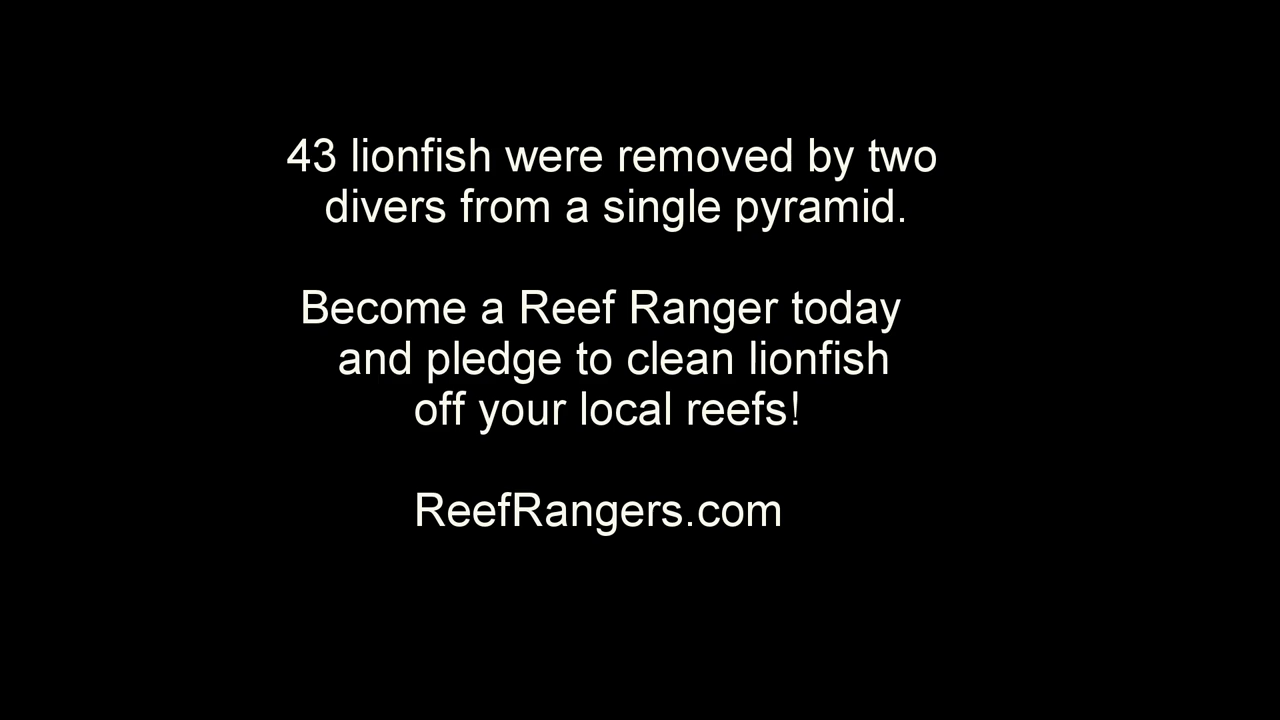 43 lionfish were removed by two
divers from a single pyramid.
Become a Reef Ranger today
and pledge to clean lionfish
off your local reefs!
ReefRangers.com